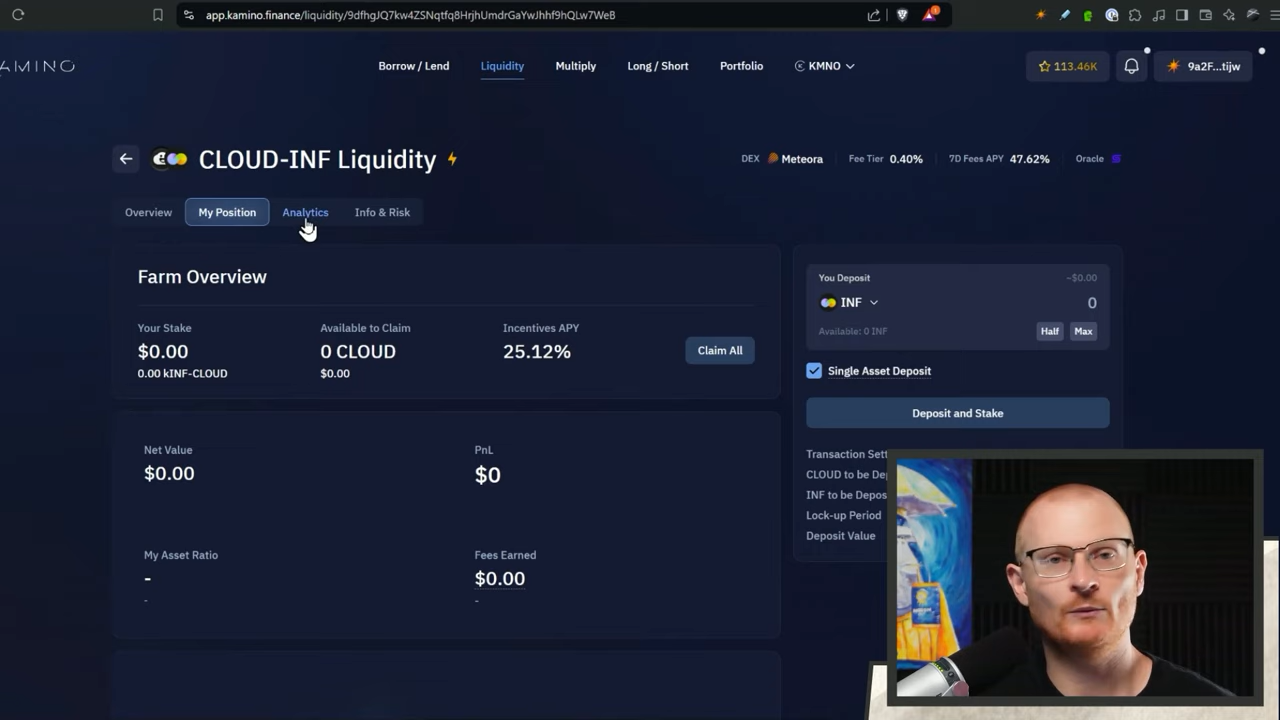 app.kamino.finance/liquidity/9dfhgJQ7kw4ZSNqtfq8HrjhUmdrGaYwJhhf9hQLw7WeB
AMINO
Borrow / Lend
Liquidity
Multiply
Long / Short
Portfolio
KMNO
113.46K
9a2F...tijw
CLOUD-INF Liquidity
DEX Meteora
Fee Tier 0.40%
7D Fees APY 47.62%
Oracle
Overview
My Position
Analytics
Info & Risk
Farm Overview
Your Stake
$0.00
0.00 kINF-CLOUD
Available to Claim
0 CLOUD
$0.00
Incentives APY
25.12%
Claim All
Net Value
$0.00
PnL
$0
My Asset Ratio
-
-
Fees Earned
$0.00
-
You Deposit
~$0.00
INF
0
Available: 0 INF
Half
Max
Single Asset Deposit
Deposit and Stake
Transaction Sett
CLOUD to be Dep
INF to be Depos
Lock-up Period
Deposit Value